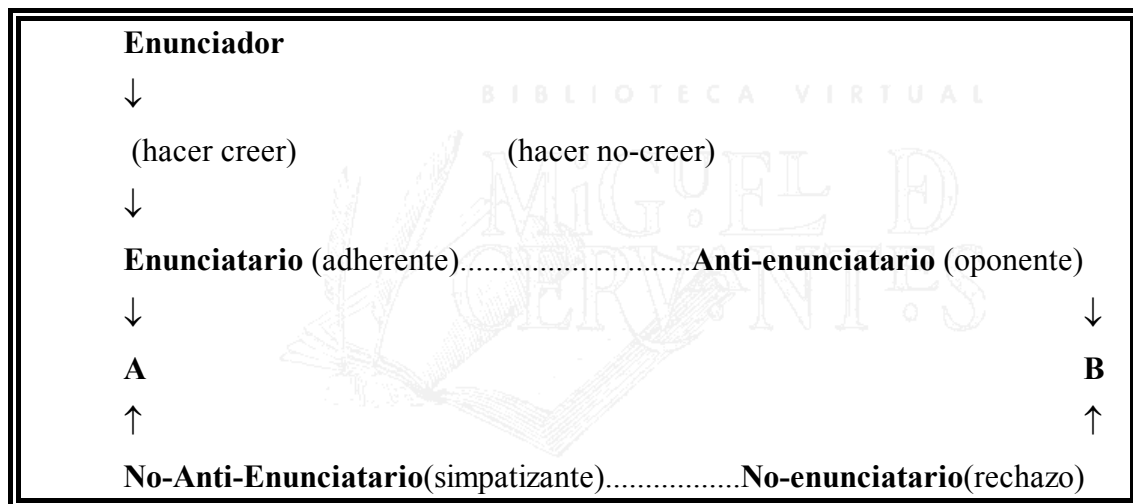 Enunciador
↓
BIBLIOTECA VIRTUAL
(hacer creer) (hacer no-creer)
↓
MIGUEL D
CERVANTES
Enunciatario (adherente)...........................Anti-enunciatario (oponente)
↓ ↓
A B
↑ ↑
No-Anti-Enunciatario(simpatizante).................No-enunciatario(rechazo)